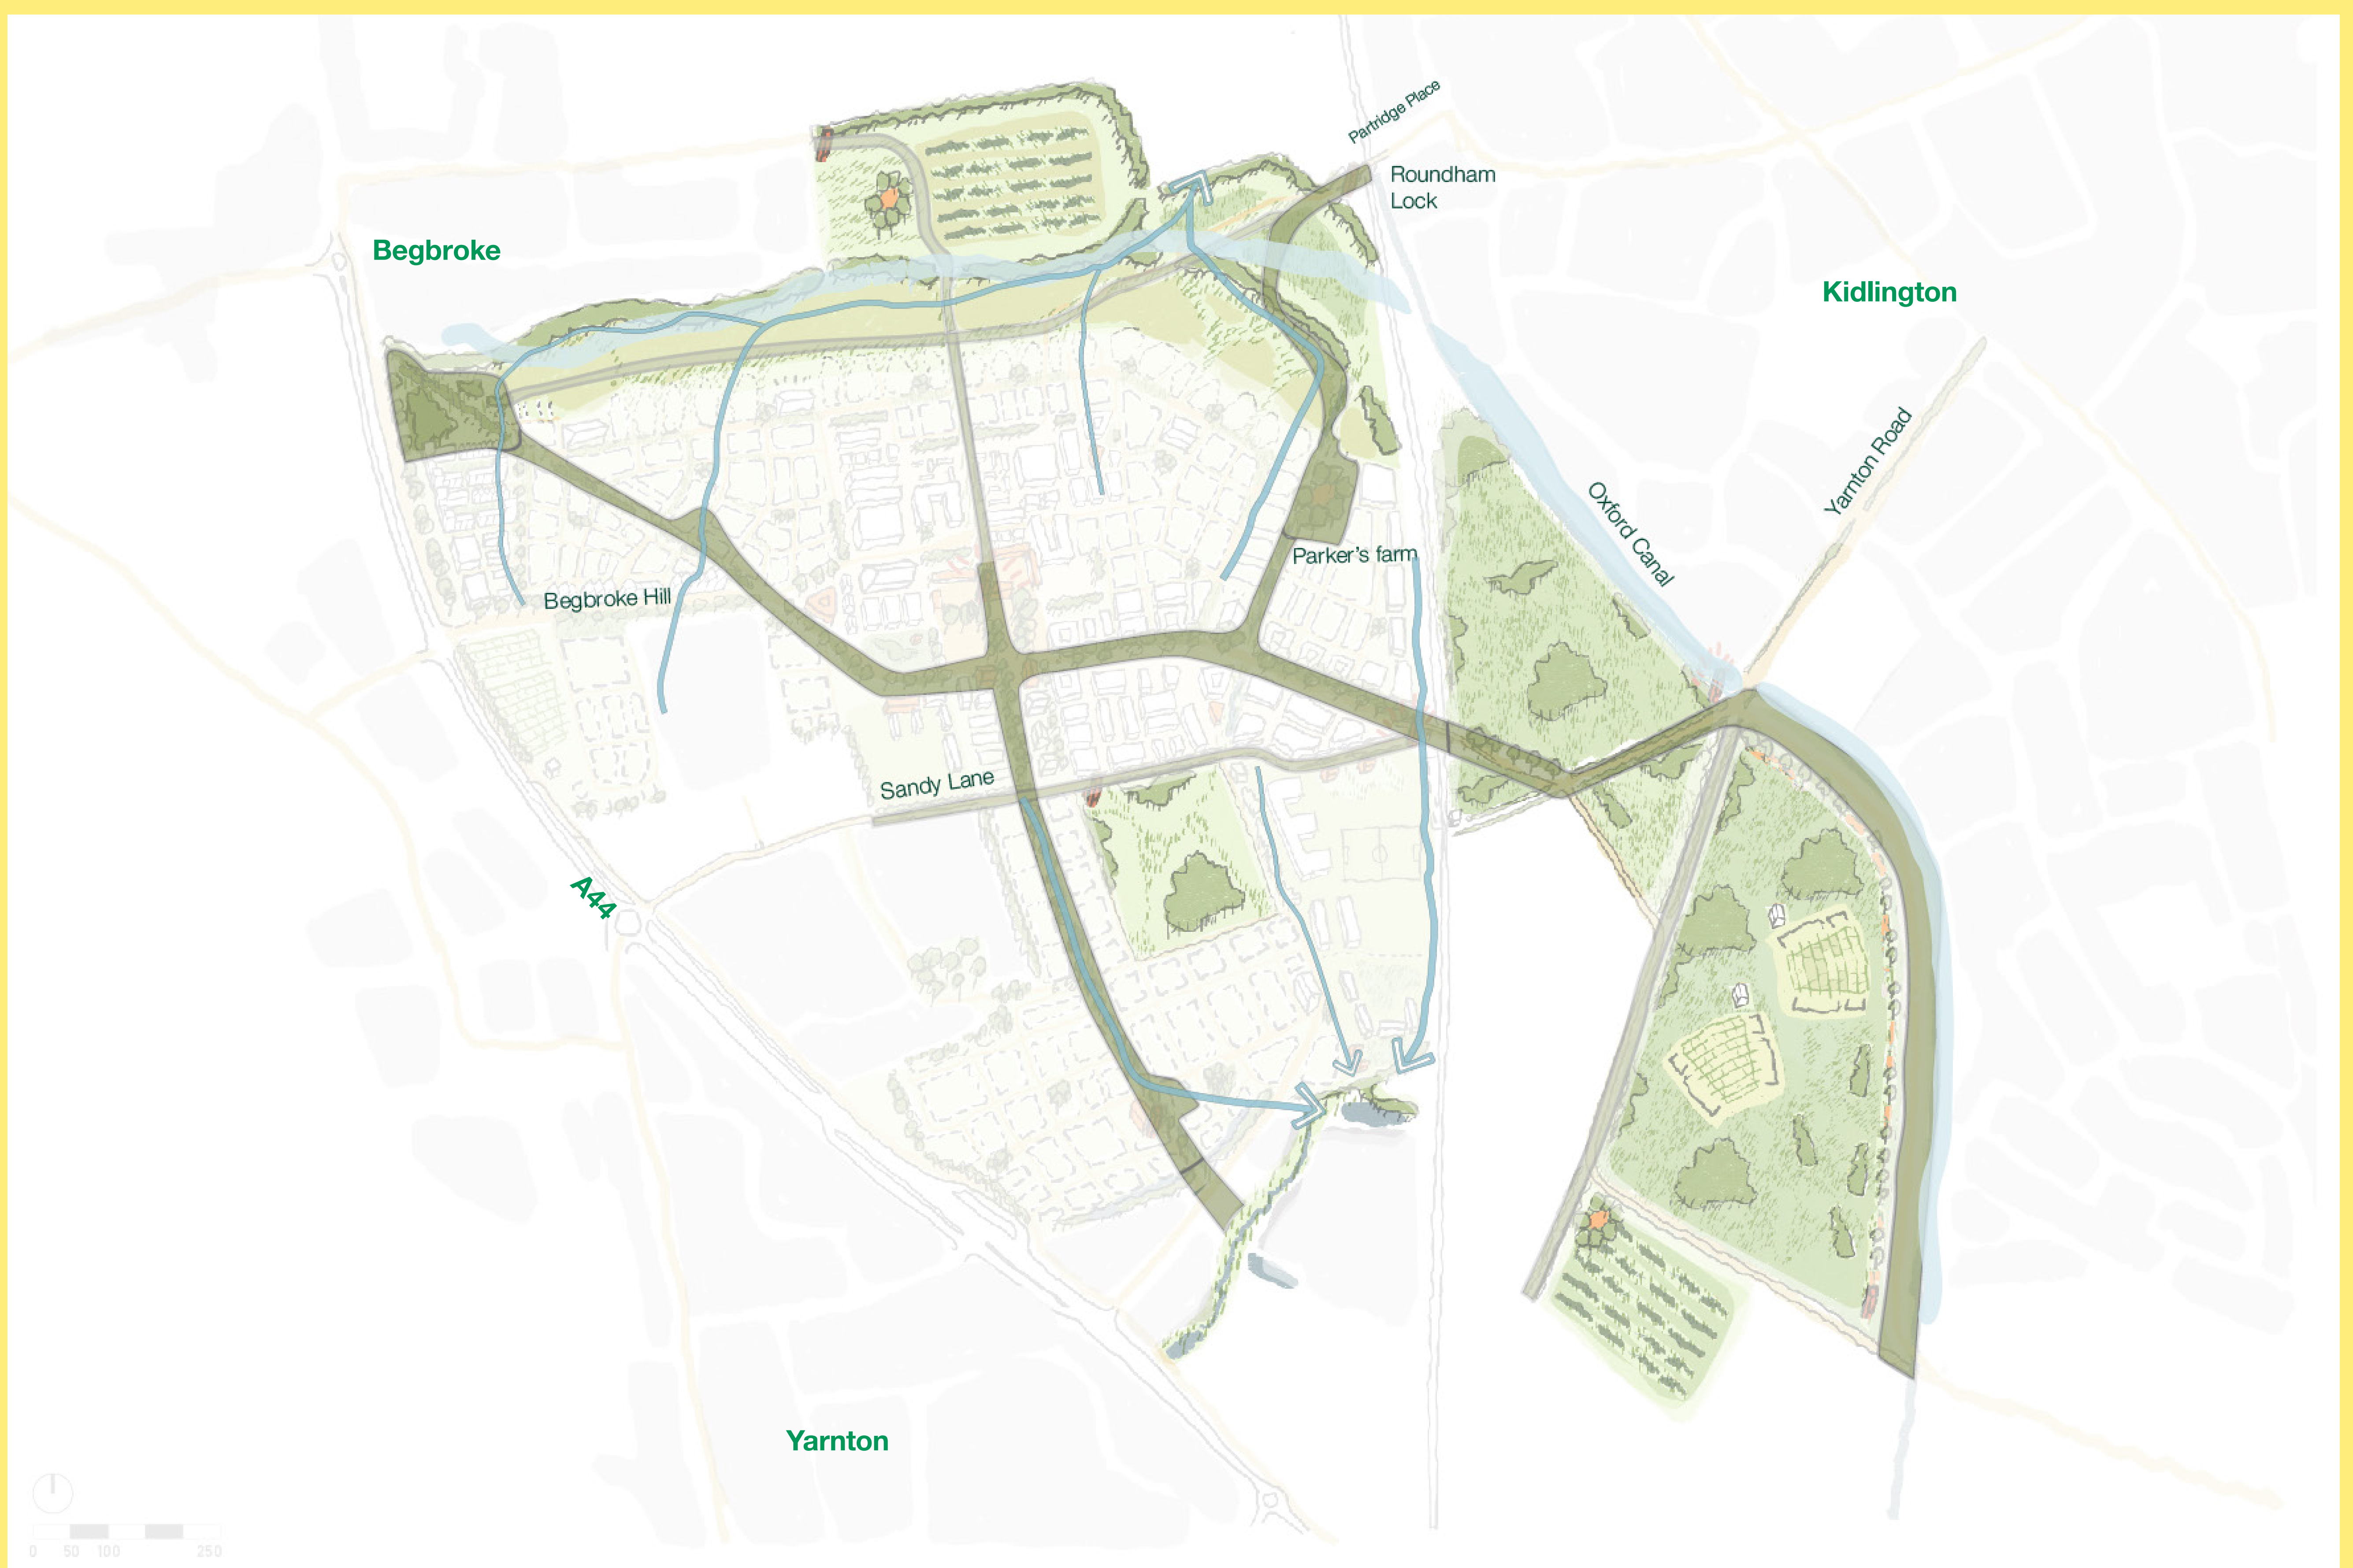 Partridge Place
Roundham
Lock
Begbroke
Kidlington
Yarnton Road
Oxford Canal
Parker's farm
Begbroke Hill
Sandy Lane
A44
Yarnton
0 50 100 250